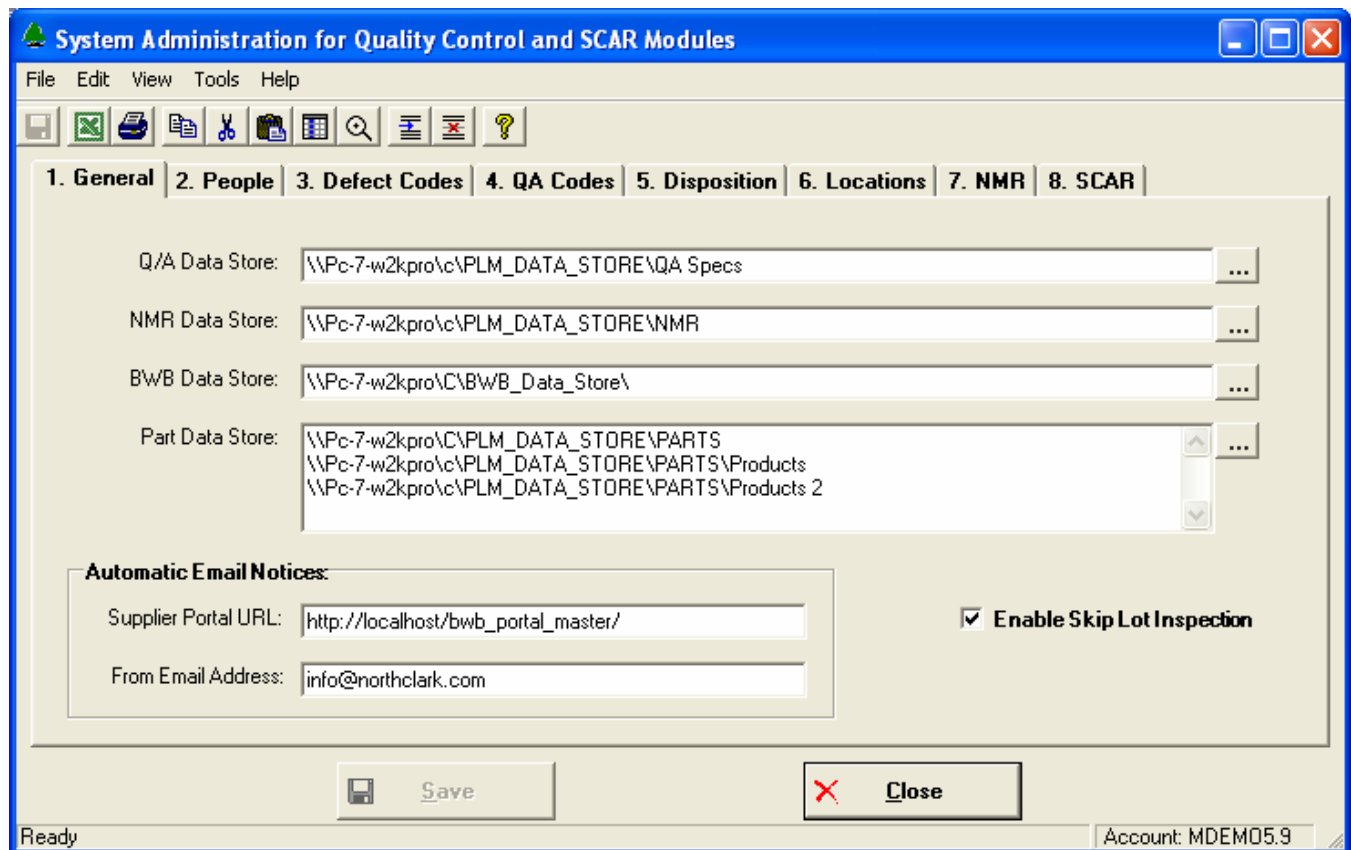 System Administration for Quality Control and SCAR Modules
File Edit View Tools Help
1. General 2. People 3. Defect Codes 4. QA Codes 5. Disposition 6. Locations 7. NMR 8. SCAR
Q/A Data Store: \\Pc-7-w2kpro\c\PLM_DATA_STORE\QA Specs ...
NMR Data Store: \\Pc-7-w2kpro\c\PLM_DATA_STORE\NMR ...
BWB Data Store: \\Pc-7-w2kpro\C\BWB_Data_Store\ ...
Part Data Store: \\Pc-7-w2kpro\C\PLM_DATA_STORE\PARTS ...
\\Pc-7-w2kpro\c\PLM_DATA_STORE\PARTS\Products
\\Pc-7-w2kpro\c\PLM_DATA_STORE\PARTS\Products 2
Automatic Email Notices:
Supplier Portal URL: http://localhost/bwb_portal_master/ Enable Skip Lot Inspection
From Email Address: info@northclark.com
Save Close
Ready Account: MDEMO5.9